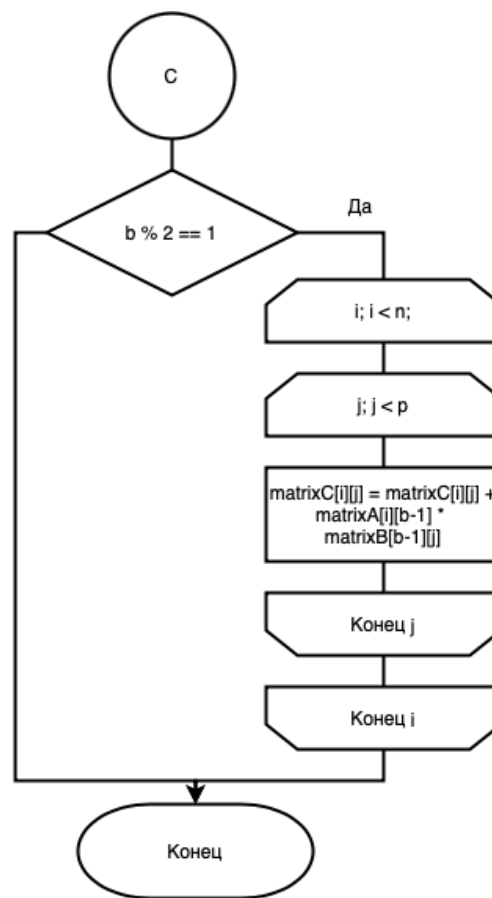 C
b % 2 == 1
Да
i; i < n;
j; j < p
matrixC[i][j] = matrixC[i][j] +
matrixA[i][b-1] *
matrixB[b-1][j]
Конец j
Конец i
Конец